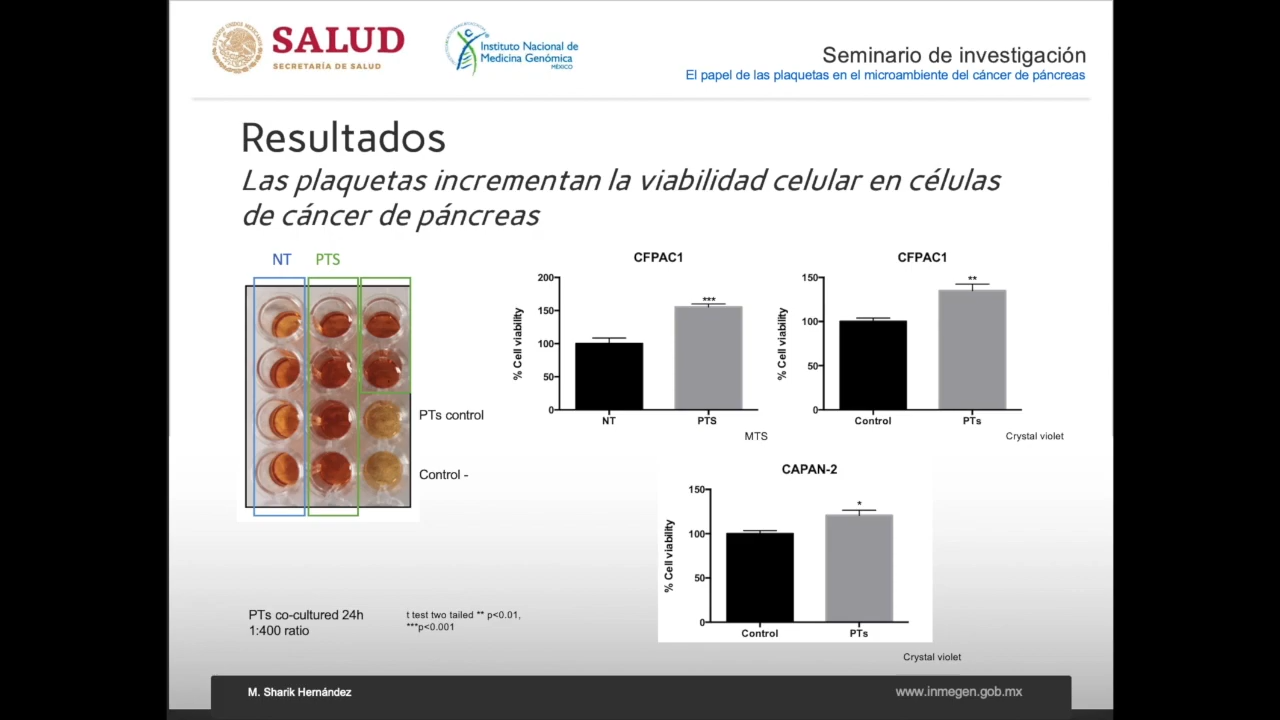 SALUD
SECRETARÍA DE SALUD
Instituto Nacional de
Medicina Genómica
MÉXICO
Seminario de investigación
El papel de las plaquetas en el microambiente del cáncer de páncreas
Resultados
Las plaquetas incrementan la viabilidad celular en células
de cáncer de páncreas
NT PTS
PTs control
Control -
CFPAC1
% Cell viability
200
150
100
50
0
***
NT PTS
MTS
CFPAC1
% Cell viability
150
100
50
0
**
Control PTs
Crystal violet
CAPAN-2
% Cell viability
150
100
50
0
*
Control PTs
Crystal violet
PTs co-cultured 24h
1:400 ratio
t test two tailed ** p<0.01,
***p<0.001
M. Sharik Hernández
www.inmegen.gob.mx